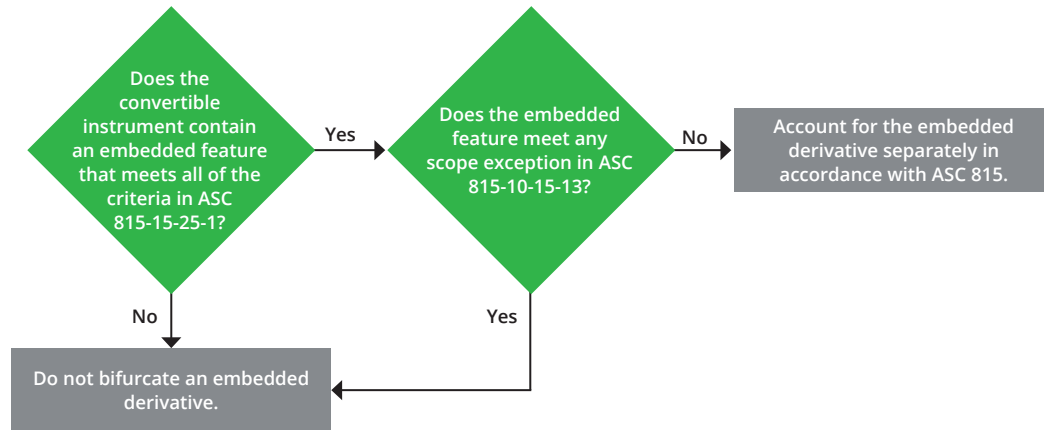 Does the
convertible
instrument contain
an embedded feature
that meets all of the
criteria in ASC
815-15-25-1?
Yes
Does the embedded
feature meet any
scope exception in ASC
815-10-15-13?
No
Account for the embedded
derivative separately in
accordance with ASC 815.
No
Yes
Do not bifurcate an embedded
derivative.